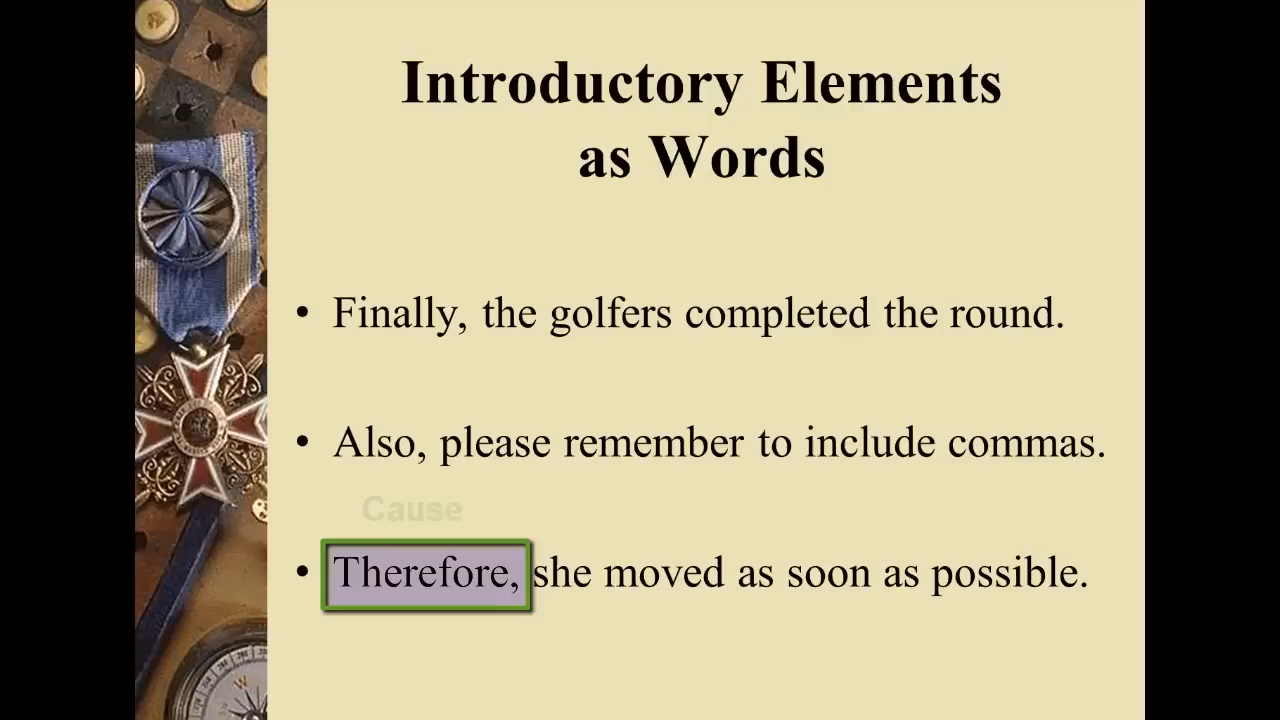 Introductory Elements
as Words
• Finally, the golfers completed the round.
• Also, please remember to include commas.
Cause
• Therefore, she moved as soon as possible.